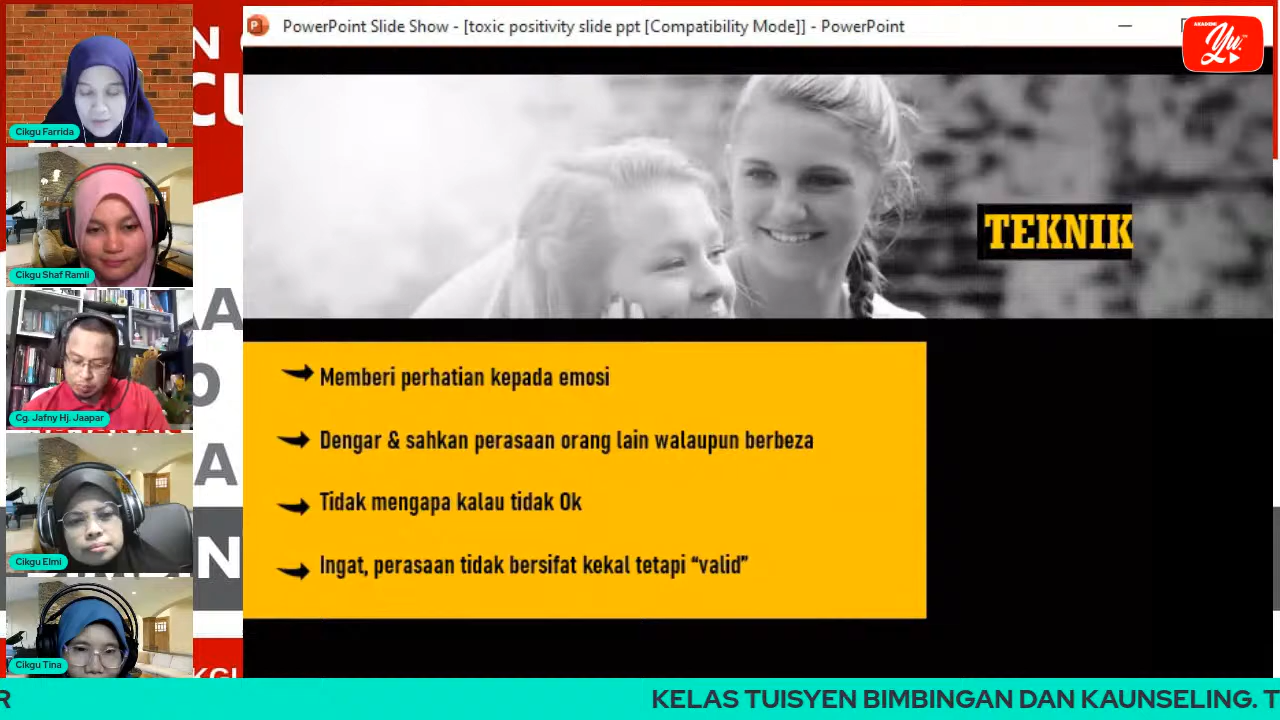 PowerPoint Slide Show - [toxic positivity slide ppt [Compatibility Mode]] - PowerPoint
AKADEMI
Yu.
Cikgu Farrida
Cikgu Shaf Ramli
Cg. Jafny Hj. Jaapar
Cikgu Elmi
Cikgu Tina
TEKNIK
Memberi perhatian kepada emosi
Dengar & sahkan perasaan orang lain walaupun berbeza
Tidak mengapa kalau tidak Ok
Ingat, perasaan tidak bersifat kekal tetapi “valid”
R KELAS TUISYEN BIMBINGAN DAN KAUNSELING. T